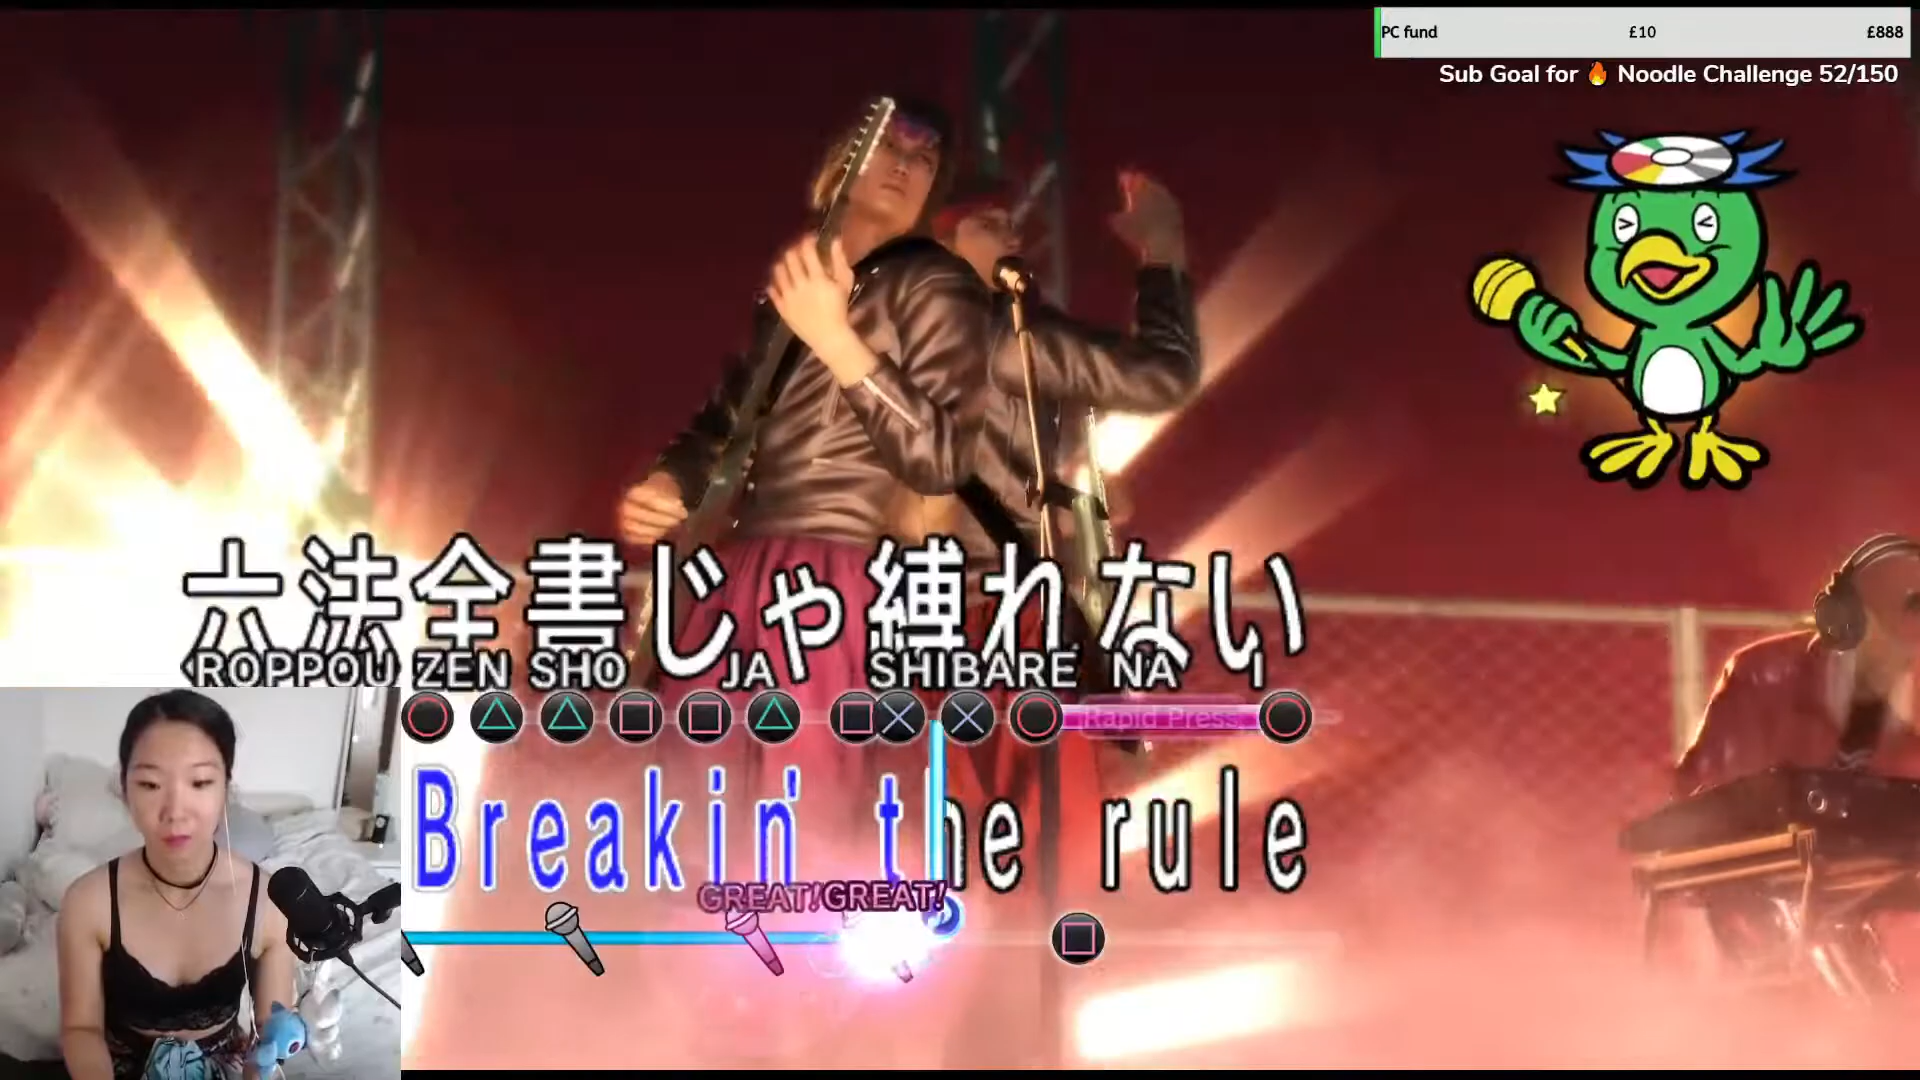 PC fund £10 £888
Sub Goal for 🔥 Noodle Challenge 52/150
六法全書じゃ縛れない
ROPPOU ZEN SHO JA SHIBARE NA I
Rapid Press
Breakin' the rule
GREAT! GREAT!